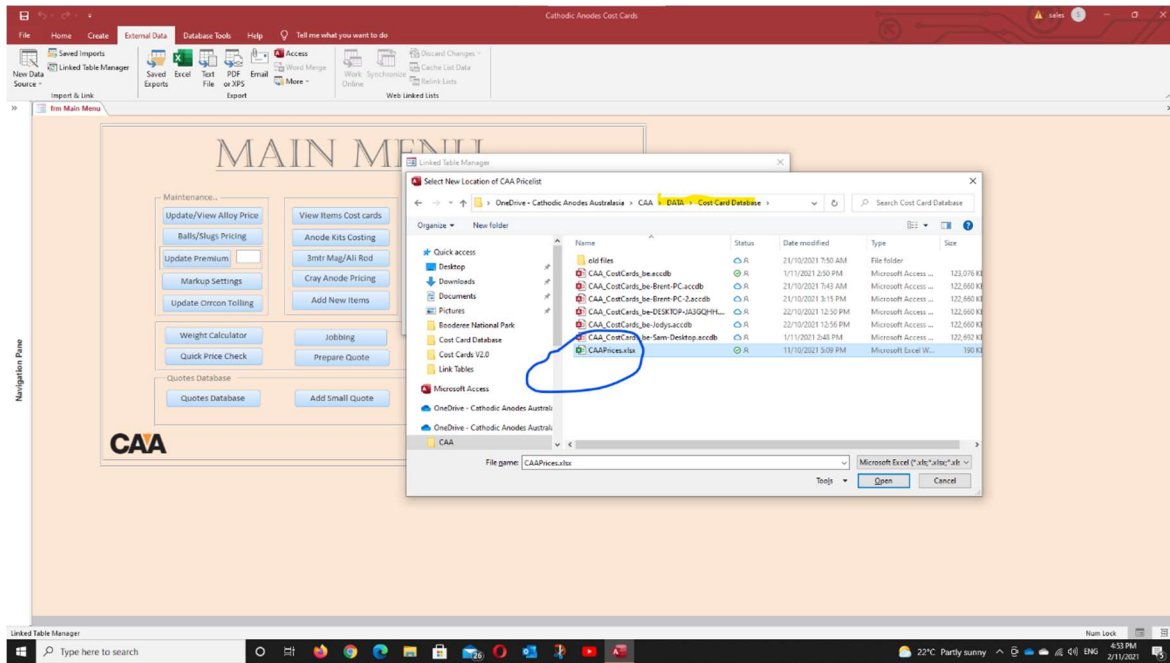 Cathodic Anodes Cost Cards
sales
File Home Create External Data Database Tools Help Tell me what you want to do
New Data Source
Saved Imports
Linked Table Manager
Import & Link
Saved Exports
Excel
Text File
PDF or XPS
Email
Access
Word Merge
More
Export
Work Online
Synchronize
Discard Changes
Cache List Data
Relink Lists
Web Linked Lists
frm Main Menu
Navigation Pane
MAIN MENU
Maintenance..
Update/View Alloy Price
Balls/Slugs Pricing
Update Premium
Markup Settings
Update Orrcon Tolling
View Items Cost cards
Anode Kits Costing
3mtr Mag/Ali Rod
Cray Anode Pricing
Add New Items
Weight Calculator
Quick Price Check
Jobbing
Prepare Quote
Quotes Database
Quotes Database
Add Small Quote
CAA
Linked Table Manager
Select New Location of CAA Pricelist
OneDrive - Cathodic Anodes Australasia > CAA > DATA > Cost Card Database >
Search Cost Card Database
Organize New folder
Quick access
Desktop
Downloads
Documents
Pictures
Booderee National Park
Cost Card Database
Cost Cards V2.0
Link Tables
Microsoft Access
OneDrive - Cathodic Anodes Austral
OneDrive - Cathodic Anodes Austral
CAA
Name Status Date modified Type Size
old files 21/10/2021 7:50 AM File folder
CAA_CostCards_be.accdb 1/11/2021 2:50 PM Microsoft Access ... 123,076 K
CAA_CostCards_be-Brent-PC.accdb 21/10/2021 7:43 AM Microsoft Access ... 122,660 K
CAA_CostCards_be-Brent-PC-2.accdb 21/10/2021 3:15 PM Microsoft Access ... 122,660 K
CAA_CostCards_be-DESKTOP-JA3GQHH... 22/10/2021 12:50 PM Microsoft Access ... 122,660 K
CAA_CostCards_be-Jodys.accdb 22/10/2021 12:56 PM Microsoft Access ... 122,660 K
CAA_CostCards_be-Sam-Desktop.accdb 1/11/2021 2:48 PM Microsoft Access ... 122,692 K
CAAPrices.xlsx 11/10/2021 5:09 PM Microsoft Excel W... 190 K
File name: CAAPrices.xlsx
Microsoft Excel (*.xls;*.xlsx;*.xls
Tools Open Cancel
Linked Table Manager
Num Lock
Type here to search
26
22°C Partly sunny
ENG
4:53 PM
2/11/2021